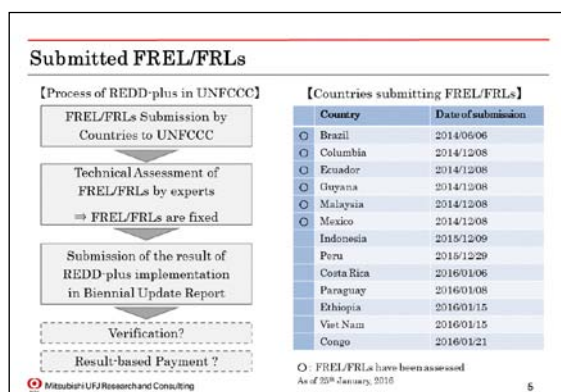 Submitted FREL/FRLs
【Process of REDD-plus in UNFCCC】
FREL/FRLs Submission by
Countries to UNFCCC
Technical Assessment of
FREL/FRLs by experts
⇒ FREL/FRLs are fixed
Submission of the result of
REDD-plus implementation
in Biennial Update Report
Verification?
Result-based Payment ?
【Countries submitting FREL/FRLs】
Country Date of submission
○ Brazil 2014/06/06
○ Columbia 2014/12/08
○ Ecuador 2014/12/08
○ Guyana 2014/12/08
○ Malaysia 2014/12/08
○ Mexico 2014/12/08
Indonesia 2015/12/09
Peru 2015/12/29
Costa Rica 2016/01/06
Paraguay 2016/01/08
Ethiopia 2016/01/15
Viet Nam 2016/01/15
Congo 2016/01/21
○: FREL/FRLs have been assessed
As of 25th January, 2016
Mitsubishi UFJ Research and Consulting
5